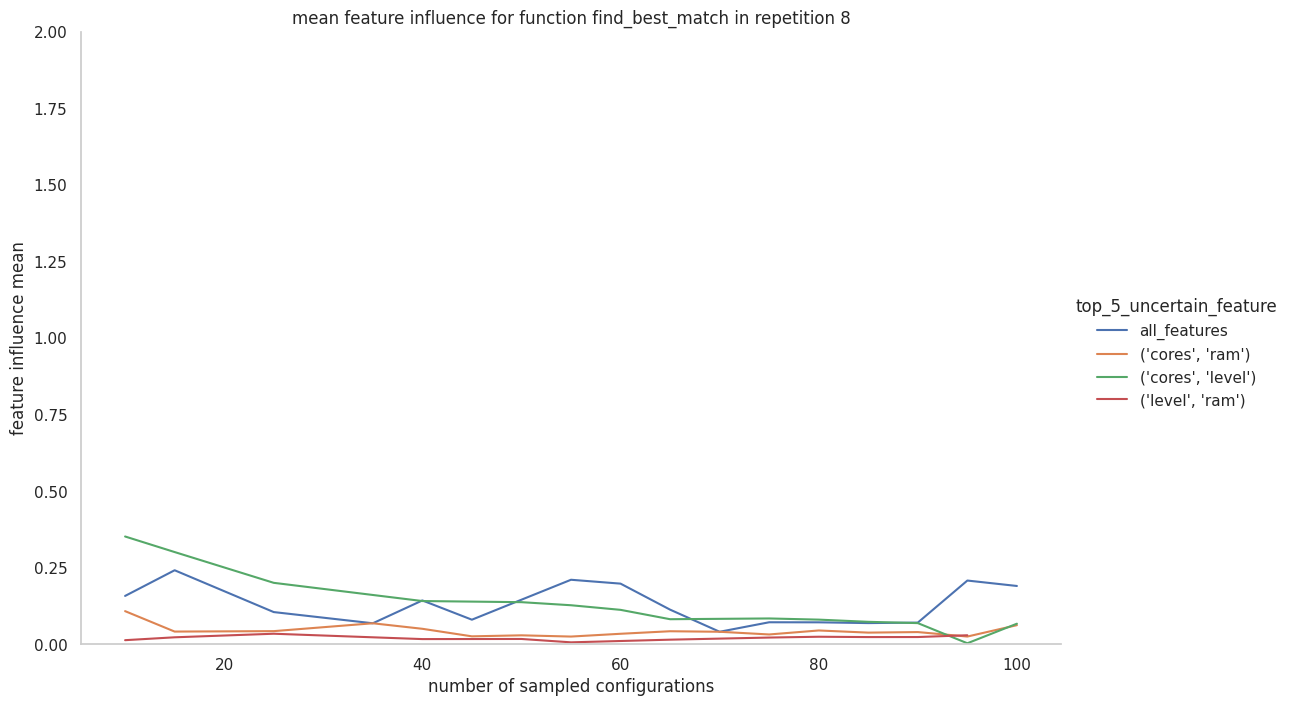 mean feature influence for function find_best_match in repetition 8
2.00
1.75
1.50
1.25
1.00
0.75
0.50
0.25
0.00
feature influence mean
20 40 60 80 100
number of sampled configurations
top_5_uncertain_feature
all_features
('cores', 'ram')
('cores', 'level')
('level', 'ram')